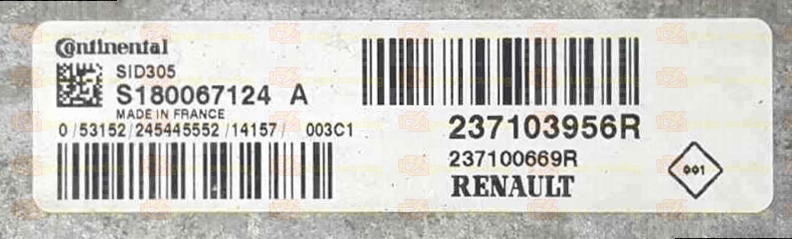 Continental
SID305
S180067124 A
MADE IN FRANCE
0 /53152/245445552 /14157/ 003C1
237103956R
237100669R
RENAULT
001